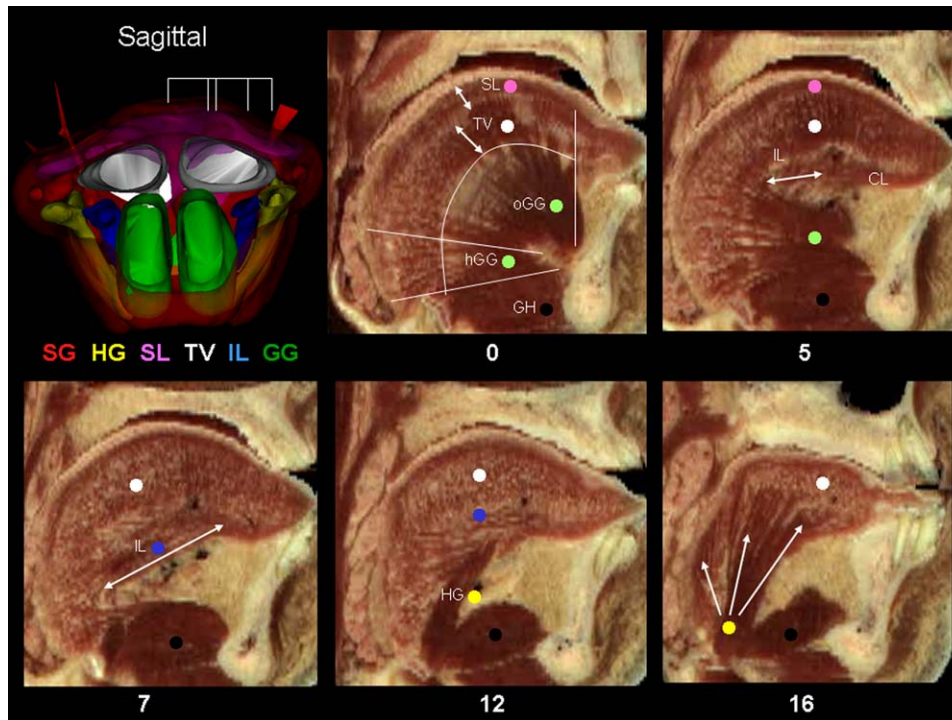 Sagittal
SG HG SL TV IL GG
SL
TV
oGG
hGG
GH
0
IL
CL
5
IL
7
HG
12
16